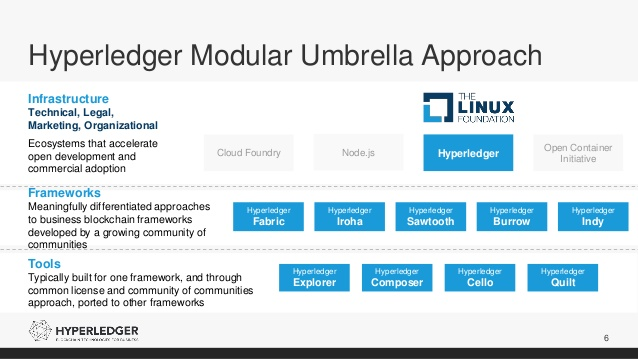 Hyperledger Modular Umbrella Approach
Infrastructure
Technical, Legal,
Marketing, Organizational
Ecosystems that accelerate
open development and
commercial adoption
THE
LINUX
FOUNDATION
Cloud Foundry
Node.js
Hyperledger
Open Container
Initiative
Frameworks
Meaningfully differentiated approaches
to business blockchain frameworks
developed by a growing community of
communities
Hyperledger
Fabric
Hyperledger
Iroha
Hyperledger
Sawtooth
Hyperledger
Burrow
Hyperledger
Indy
Tools
Typically built for one framework, and through
common license and community of communities
approach, ported to other frameworks
Hyperledger
Explorer
Hyperledger
Composer
Hyperledger
Cello
Hyperledger
Quilt
HYPERLEDGER
BLOCKCHAIN TECHNOLOGIES FOR BUSINESS
6